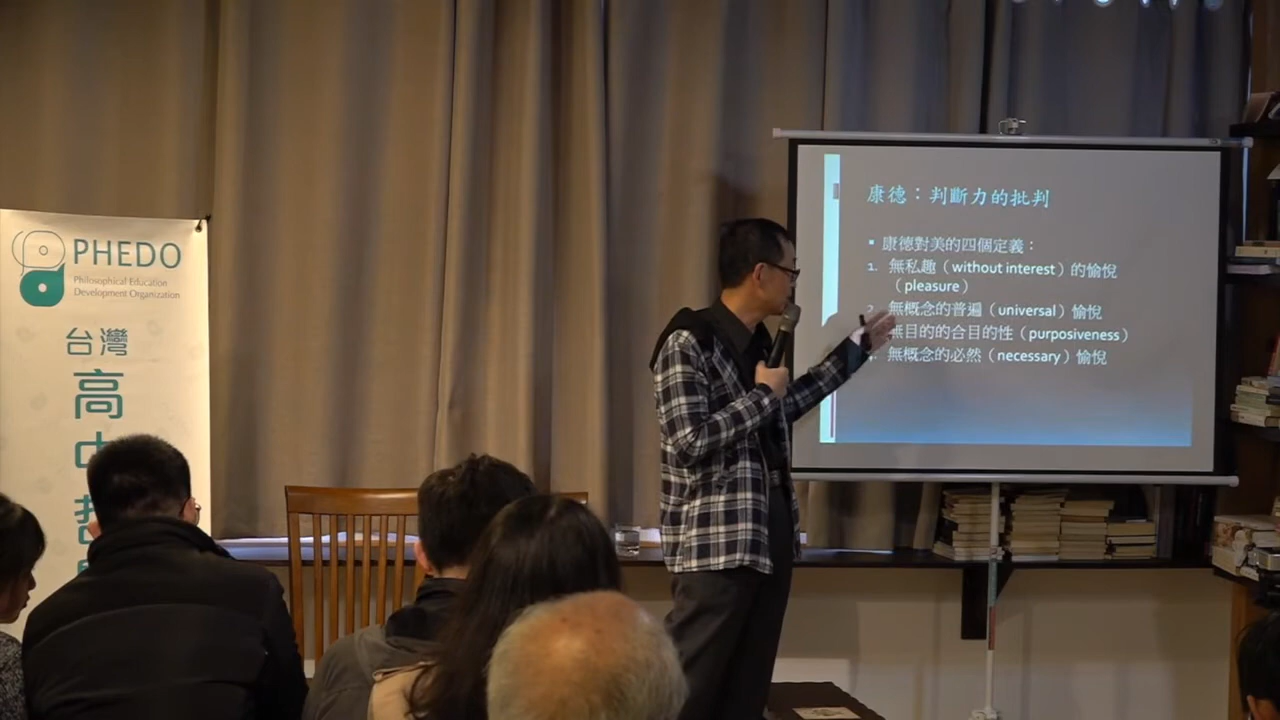 PHEDO
Philosophical Education
Development Organization
台灣
高
中
哲
康德：判斷力的批判
▪ 康德對美的四個定義：
1. 無私趣（without interest）的愉悅
（pleasure）
2. 無概念的普遍（universal）愉悅
無目的的合目的性（purposiveness）
無概念的必然（necessary）愉悅